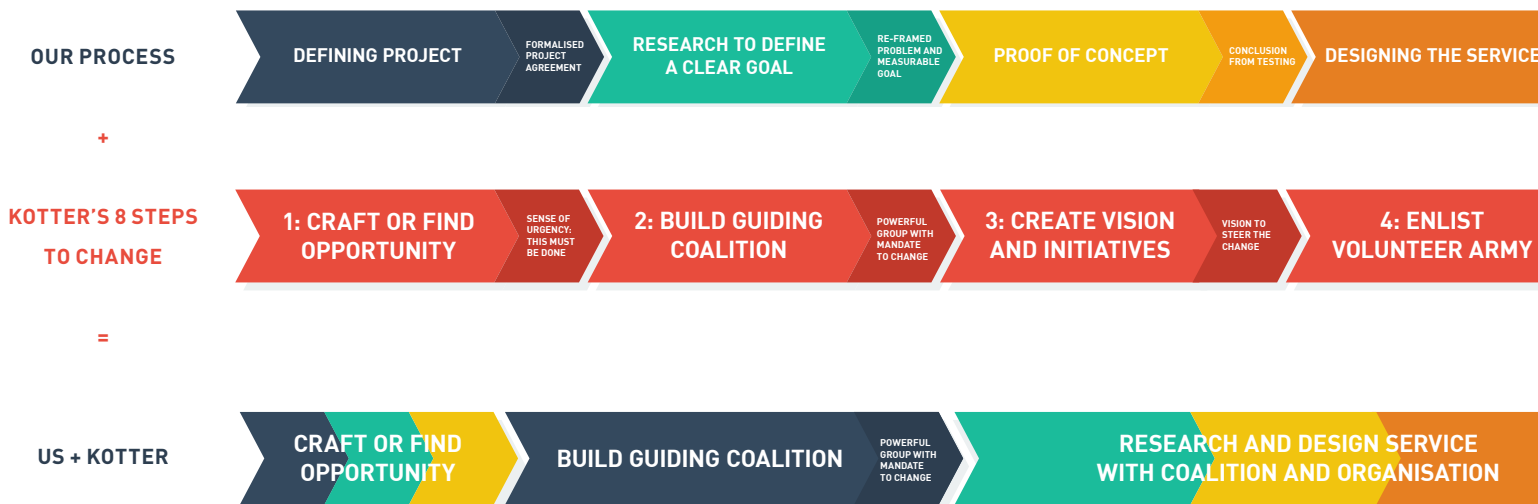 OUR PROCESS
DEFINING PROJECT
FORMALISED
PROJECT
AGREEMENT
RESEARCH TO DEFINE
A CLEAR GOAL
RE-FRAMED
PROBLEM AND
MEASURABLE
GOAL
PROOF OF CONCEPT
CONCLUSION
FROM TESTING
DESIGNING THE SERVICE
+
KOTTER'S 8 STEPS
TO CHANGE
1: CRAFT OR FIND
OPPORTUNITY
SENSE OF
URGENCY:
THIS MUST
BE DONE
2: BUILD GUIDING
COALITION
POWERFUL
GROUP WITH
MANDATE
TO CHANGE
3: CREATE VISION
AND INITIATIVES
VISION TO
STEER THE
CHANGE
4: ENLIST
VOLUNTEER ARMY
=
US + KOTTER
CRAFT OR FIND
OPPORTUNITY
BUILD GUIDING COALITION
POWERFUL
GROUP WITH
MANDATE
TO CHANGE
RESEARCH AND DESIGN SERVICE
WITH COALITION AND ORGANISATION